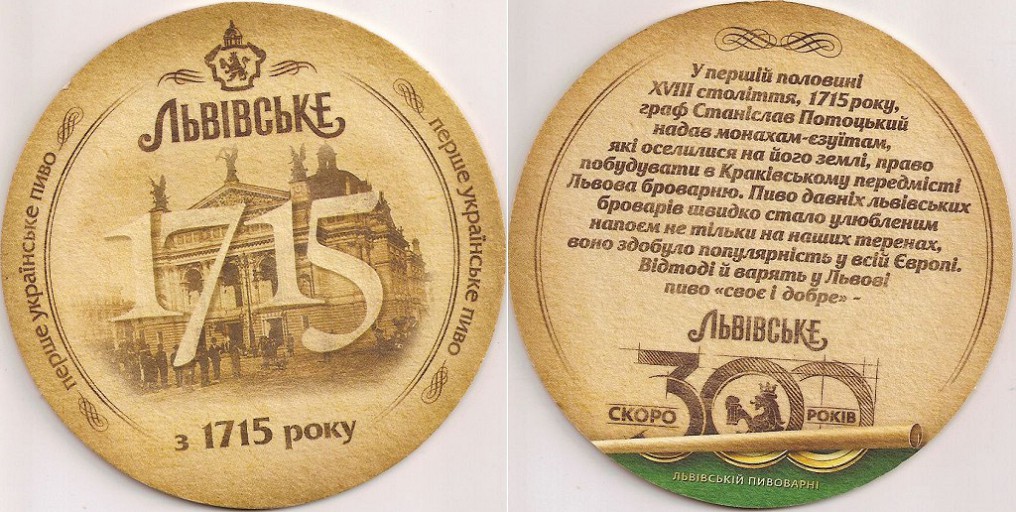 ЛЬВІВСЬКЕ
перше українське пиво
перше українське пиво
1715
з 1715 року
У першій половині
XVIII століття, 1715 року,
граф Станіслав Потоцький
надав монахам-єзуїтам,
які оселилися на його землі, право
побудувати в Краківському передмісті
Львова броварню. Пиво давніх львівських
броварів швидко стало улюбленим
напоєм не тільки на наших теренах,
воно здобуло популярність у всій Європі.
Відтоді й варять у Львові
пиво «своє і добре» -
ЛЬВІВСЬКЕ
300
СКОРО РОКІВ
ЛЬВІВСЬКІЙ ПИВОВАРНІ